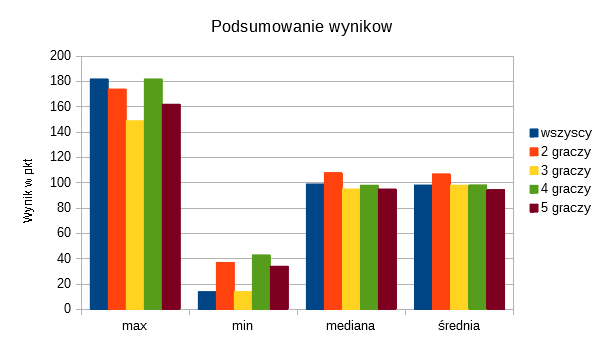 Podsumowanie wynikow
200
180
160
140
120
100
80
60
40
20
0
Wynik w pkt
max min mediana średnia
wszyscy
2 graczy
3 graczy
4 graczy
5 graczy